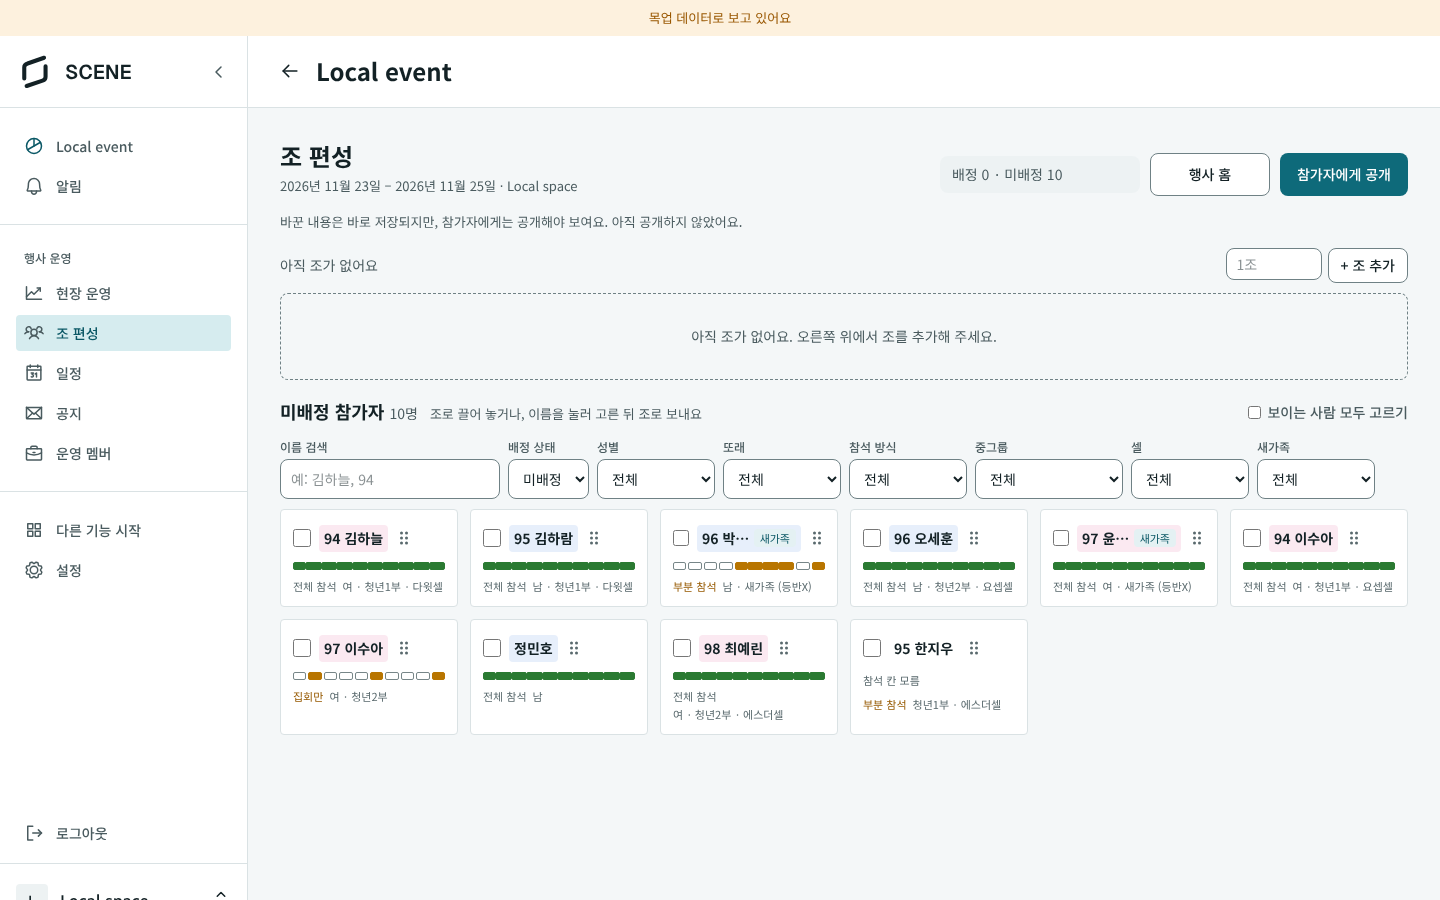 목업 데이터로 보고 있어요
SCENE
Local event
Local event
알림
행사 운영
현장 운영
조 편성
일정
공지
운영 멤버
다른 기능 시작
설정
로그아웃
Local space
조 편성
2026년 11월 23일 – 2026년 11월 25일 · Local space
배정 0 · 미배정 10
행사 홈
참가자에게 공개
바꾼 내용은 바로 저장되지만, 참가자에게는 공개해야 보여요. 아직 공개하지 않았어요.
아직 조가 없어요
1조
+ 조 추가
아직 조가 없어요. 오른쪽 위에서 조를 추가해 주세요.
미배정 참가자 10명 조로 끌어 놓거나, 이름을 눌러 고른 뒤 조로 보내요
보이는 사람 모두 고르기
이름 검색 배정 상태 성별 또래 참석 방식 중그룹 셀 새가족
예: 김하늘, 94 미배정 전체 전체 전체 전체 전체 전체
94 김하늘
전체 참석 여 · 청년1부 · 다윗셀
95 김하람
전체 참석 남 · 청년1부 · 다윗셀
96 박… 새가족
부분 참석 남 · 새가족 (등반X)
96 오세훈
전체 참석 남 · 청년2부 · 요셉셀
97 윤… 새가족
전체 참석 여 · 새가족 (등반X)
94 이수아
전체 참석 여 · 청년1부 · 요셉셀
97 이수아
집회만 여 · 청년2부
정민호
전체 참석 남
98 최예린
전체 참석
여 · 청년2부 · 에스더셀
95 한지우
참석 칸 모름
부분 참석 청년1부 · 에스더셀